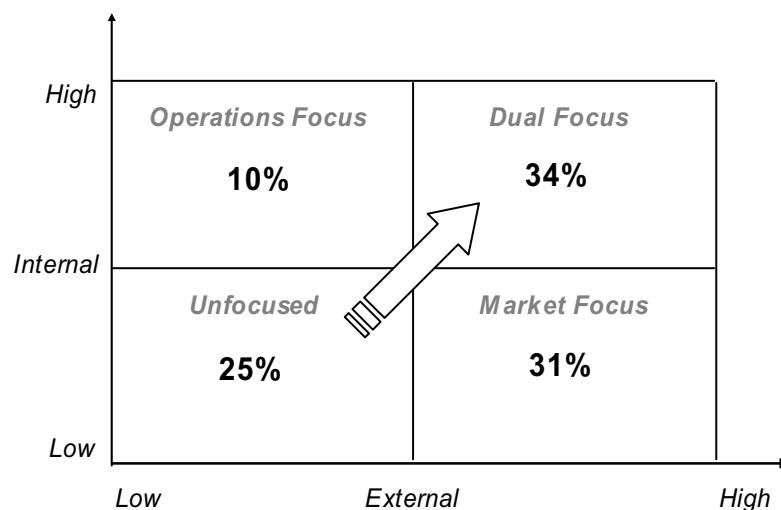 High
Operations Focus
Dual Focus
10%
34%
Internal
Unfocused
Market Focus
25%
31%
Low
Low
External
High